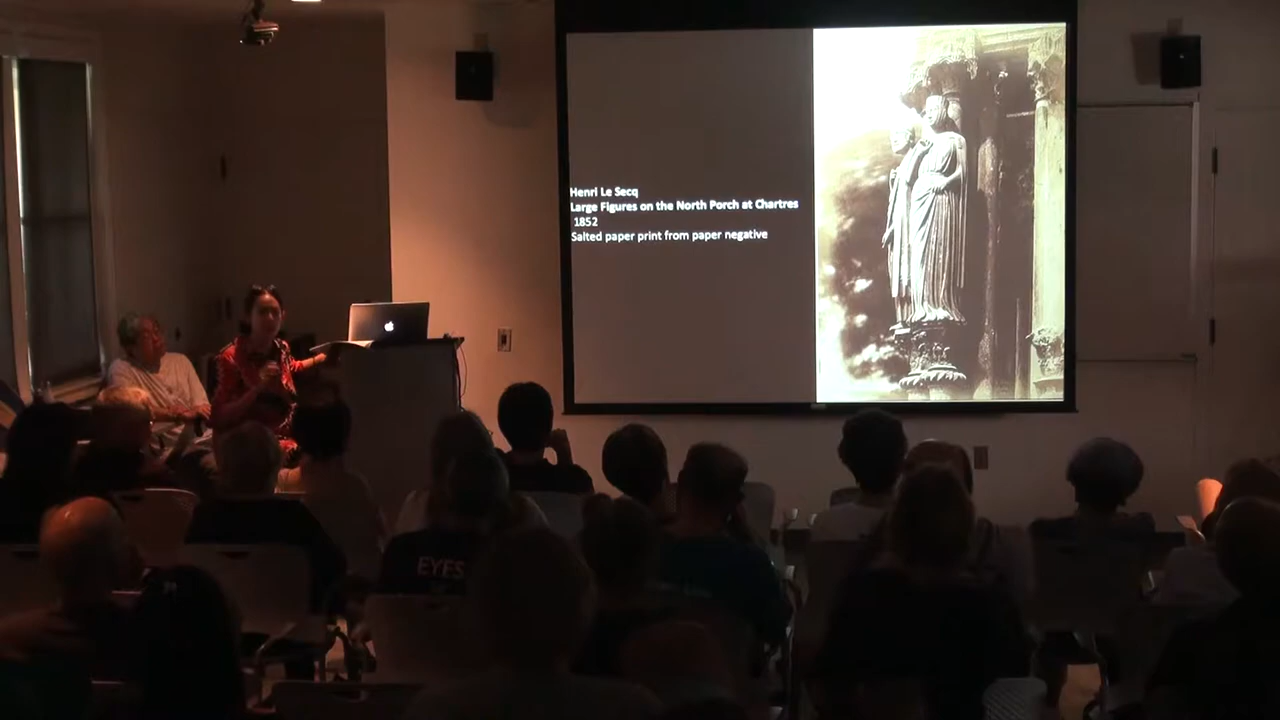 Henri Le Secq
Large Figures on the North Porch at Chartres
1852
Salted paper print from paper negative
EYES